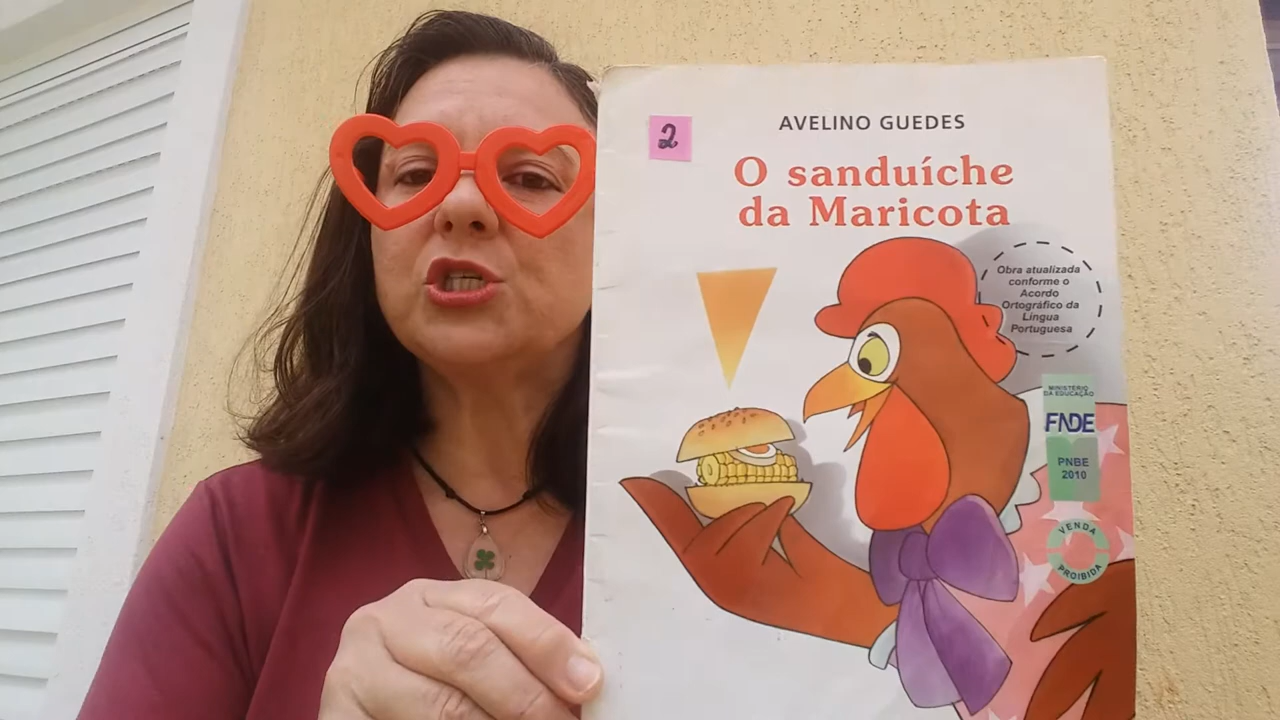 2
AVELINO GUEDES
O sanduíche
da Maricota
Obra atualizada
conforme o
Acordo
Ortográfico da
Língua
Portuguesa
MINISTÉRIO
DA EDUCAÇÃO
FNDE
PNBE
2010
VENDA
PROIBIDA